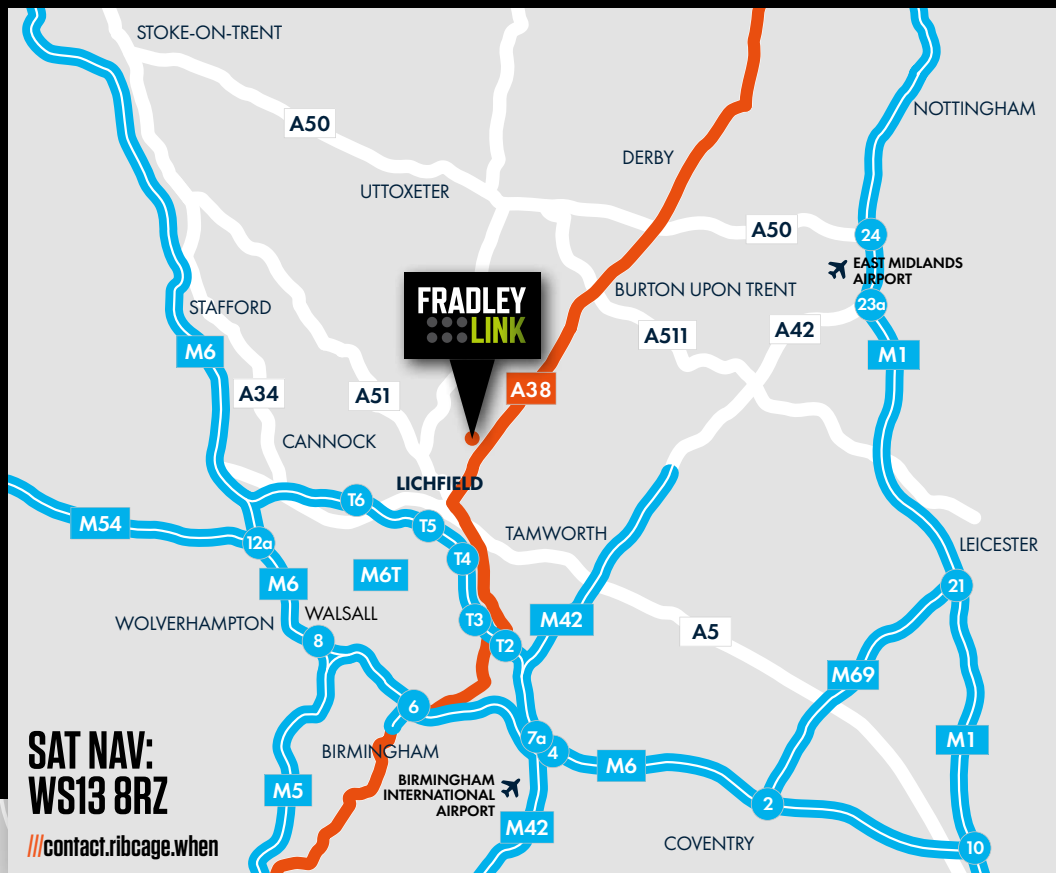 STOKE-ON-TRENT
NOTTINGHAM
A50
DERBY
UTTOXETER
A50
24
EAST MIDLANDS
AIRPORT
BURTON UPON TRENT
23a
FRADLEY
LINK
STAFFORD
A511
A42
M6
M1
A34
A51
A38
CANNOCK
LICHFIELD
T6
M54
T5
TAMWORTH
12a
LEICESTER
T4
M6T
M6
21
WOLVERHAMPTON
WALSALL
T3
M42
A5
8
T2
M69
6
SAT NAV:
WS13 8RZ
///contact.ribcage.when
BIRMINGHAM
7a
4
M6
M1
BIRMINGHAM
INTERNATIONAL
AIRPORT
M5
2
M42
COVENTRY
10